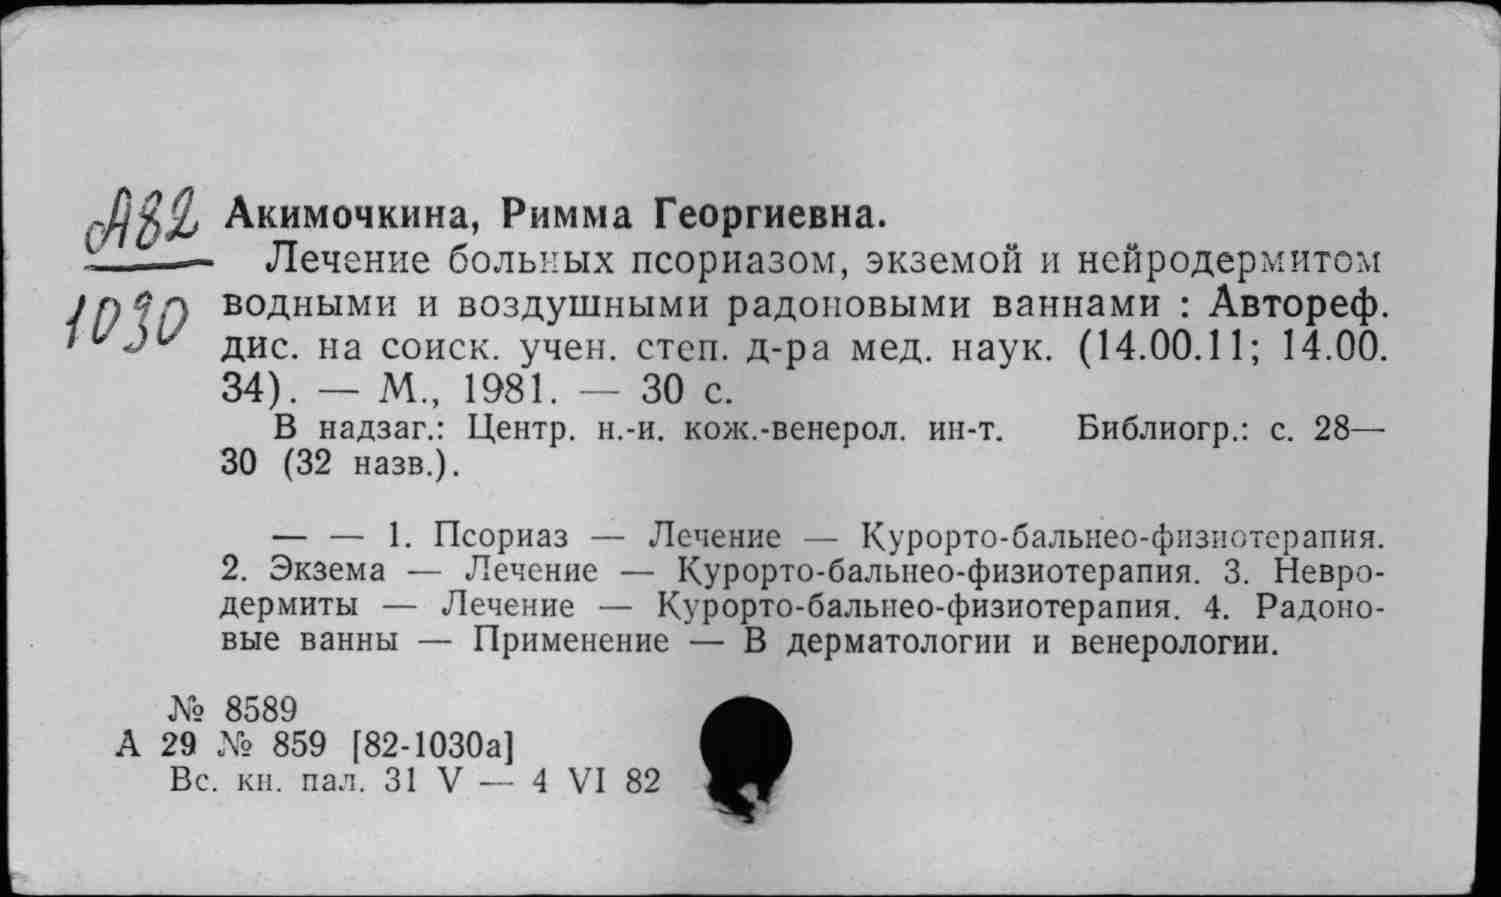 А82 Акимочкина, Римма Георгиевна.
Лечение больных псориазом, экземой и нейродермитом
1030 водными и воздушными радоновыми ваннами : Автореф.
дис. на соиск. учен. степ. д-ра мед. наук. (14.00.11; 14.00.
34). — М., 1981. — 30 с.
В надзаг.: Центр. н.-и. кож.-венерол. ин-т. Библиогр.: с. 28—
30 (32 назв.).
— — 1. Псориаз — Лечение — Курорто-бальнео-физиотерапия.
2. Экзема — Лечение — Курорто-бальнео-физиотерапия. 3. Невро-
дермиты — Лечение — Курорто-бальнео-физиотерапия. 4. Радоно-
вые ванны — Применение — В дерматологии и венерологии.
№ 8589
А 29 № 859 [82-1030а]
Вс. кн. пал. 31 V — 4 VI 82